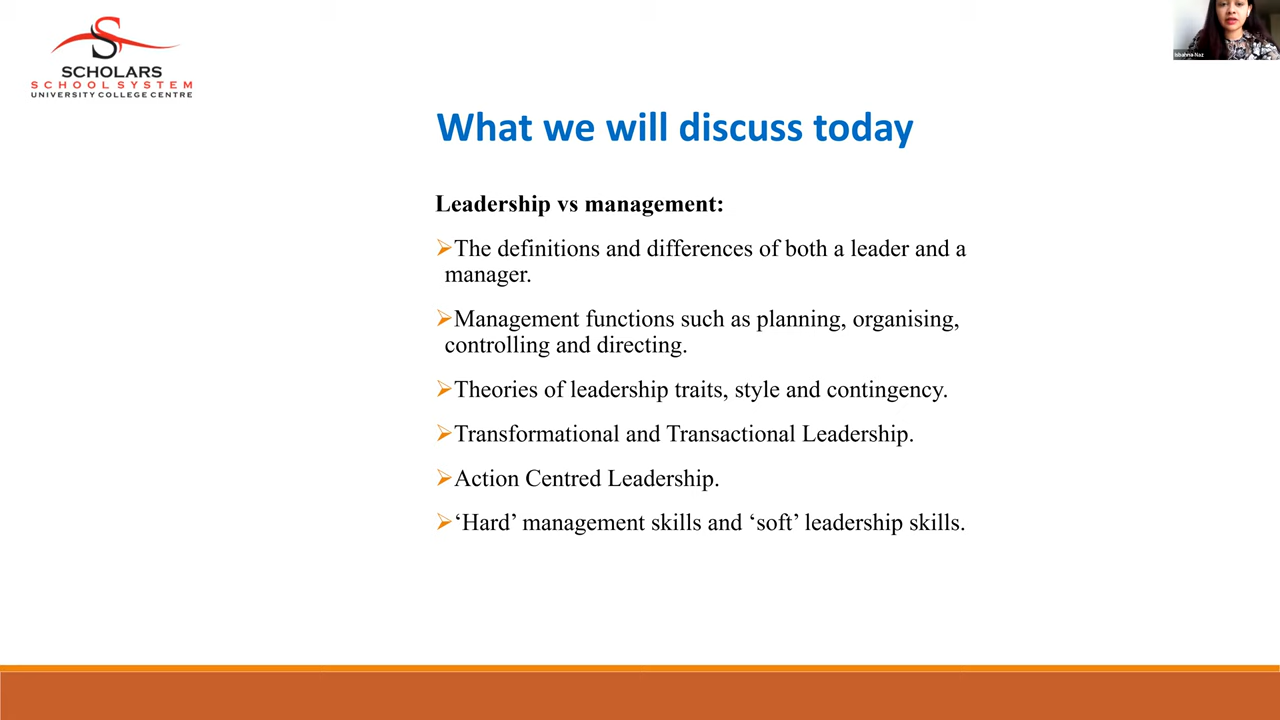 S
SCHOLARS
SCHOOL SYSTEM
UNIVERSITY COLLEGE CENTRE
Isbahna Naz
What we will discuss today
Leadership vs management:
➢The definitions and differences of both a leader and a
manager.
➢Management functions such as planning, organising,
controlling and directing.
➢Theories of leadership traits, style and contingency.
➢Transformational and Transactional Leadership.
➢Action Centred Leadership.
➢‘Hard’ management skills and ‘soft’ leadership skills.